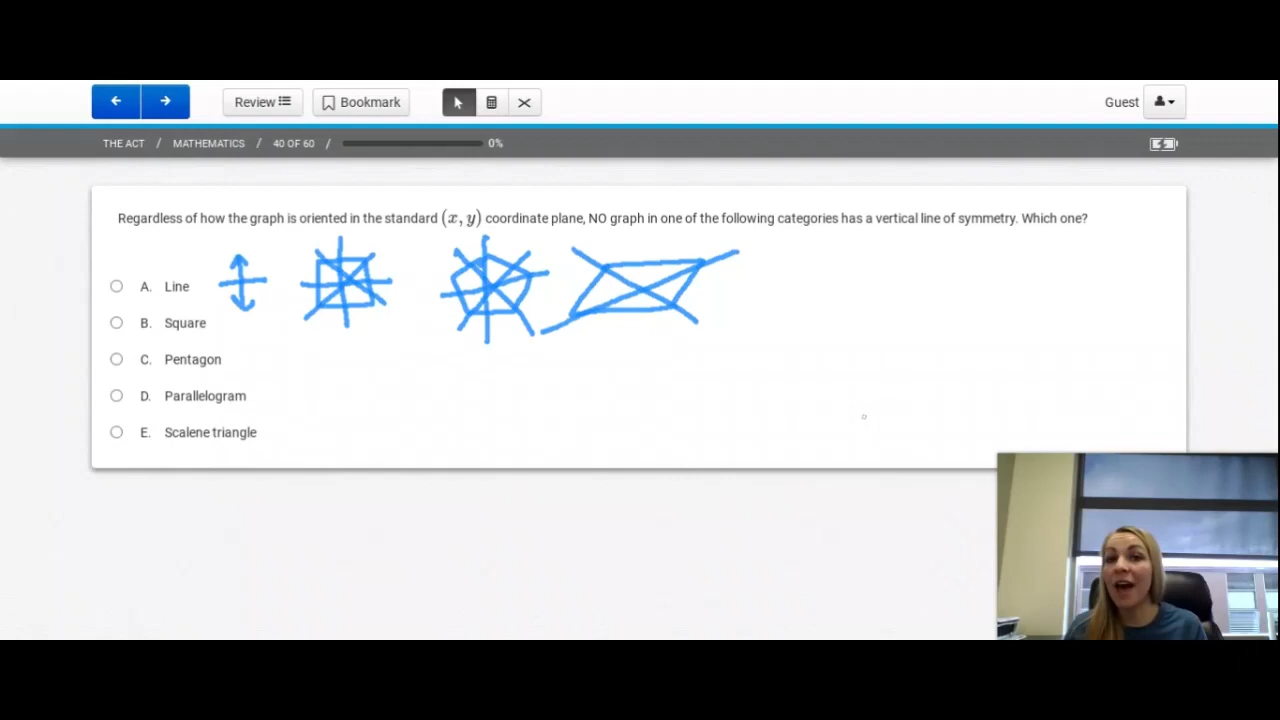 Review
Bookmark
Guest
THE ACT / MATHEMATICS / 40 OF 60 / 0%
Regardless of how the graph is oriented in the standard (x, y) coordinate plane, NO graph in one of the following categories has a vertical line of symmetry. Which one?
A. Line
B. Square
C. Pentagon
D. Parallelogram
E. Scalene triangle